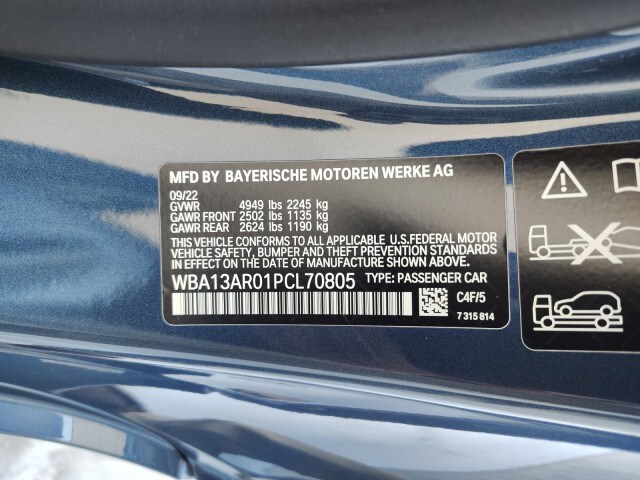 MFD BY BAYERISCHE MOTOREN WERKE AG
09/22
GVWR 4949 lbs 2245 kg
GAWR FRONT 2502 lbs 1135 kg
GAWR REAR 2624 lbs 1190 kg
THIS VEHICLE CONFORMS TO ALL APPLICABLE U.S.FEDERAL MOTOR
VEHICLE SAFETY, BUMPER AND THEFT PREVENTION STANDARDS
IN EFFECT ON THE DATE OF MANUFACTURE SHOWN ABOVE.
WBA13AR01PCL70805 TYPE: PASSENGER CAR
C4F/5
7 315 814